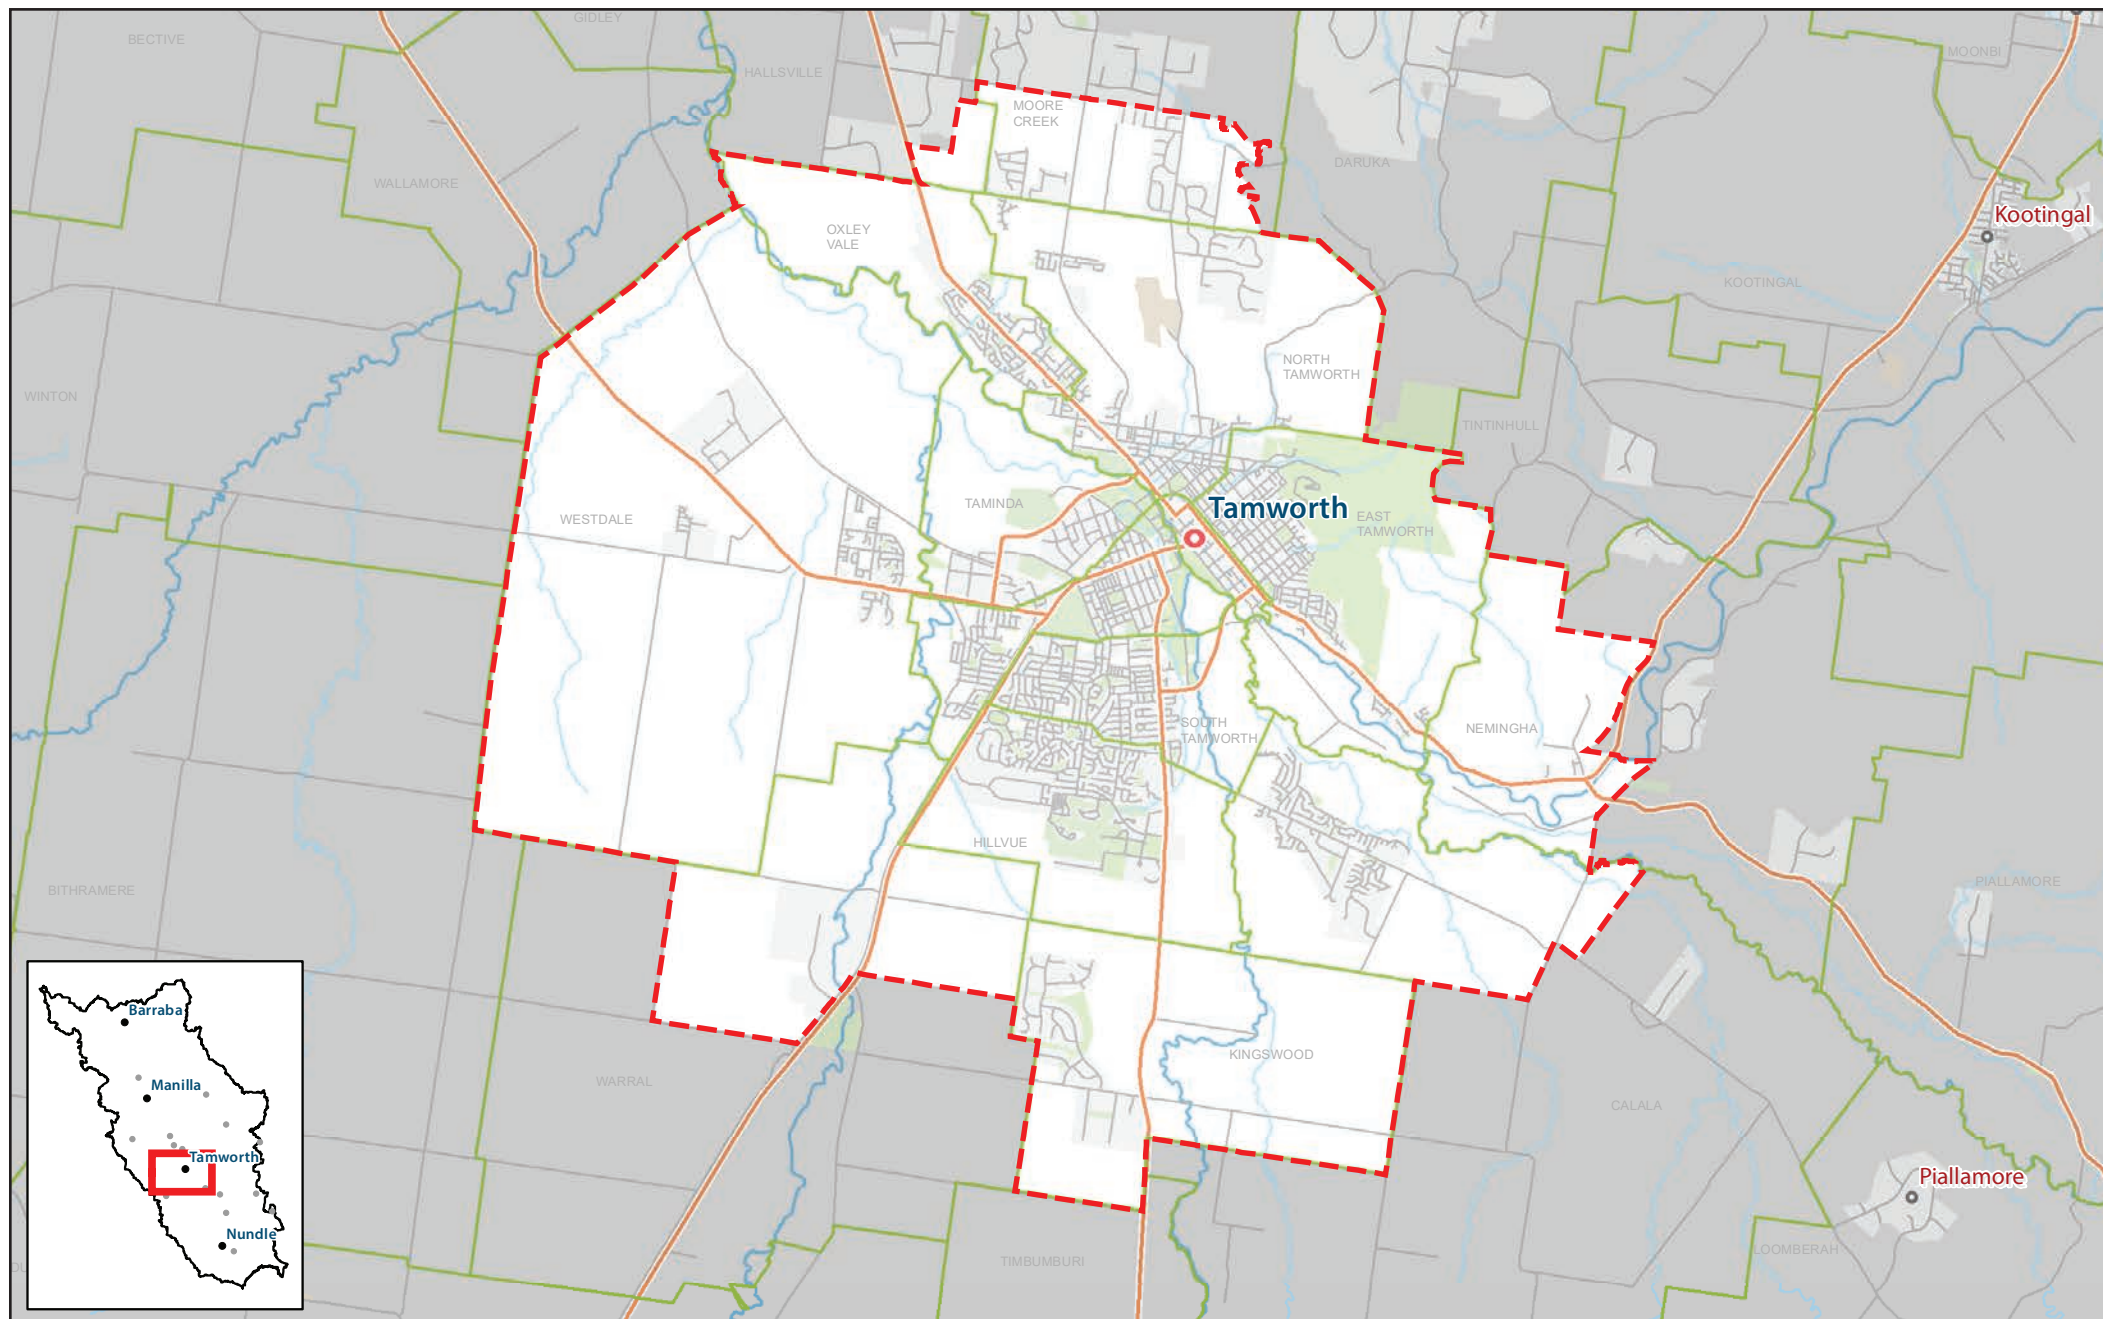 GIDLEY
BECTIVE
MOONBI
HALLSVILLE
MOORE
CREEK
DARUKA
WALLAMORE
Kootingal
OXLEY
VALE
KOOTINGAL
NORTH
TAMWORTH
WINTON
TINTINHULL
TAMINDA
Tamworth
WESTDALE
EAST
TAMWORTH
SOUTH
TAMWORTH
NEMINGHA
HILLVUE
BITHRAMERE
PIALLAMORE
Barraba
KINGSWOOD
WARRAL
Manilla
CALALA
Tamworth
Piallamore
Nundle
LOOMBERAH
TIMBUMBURI